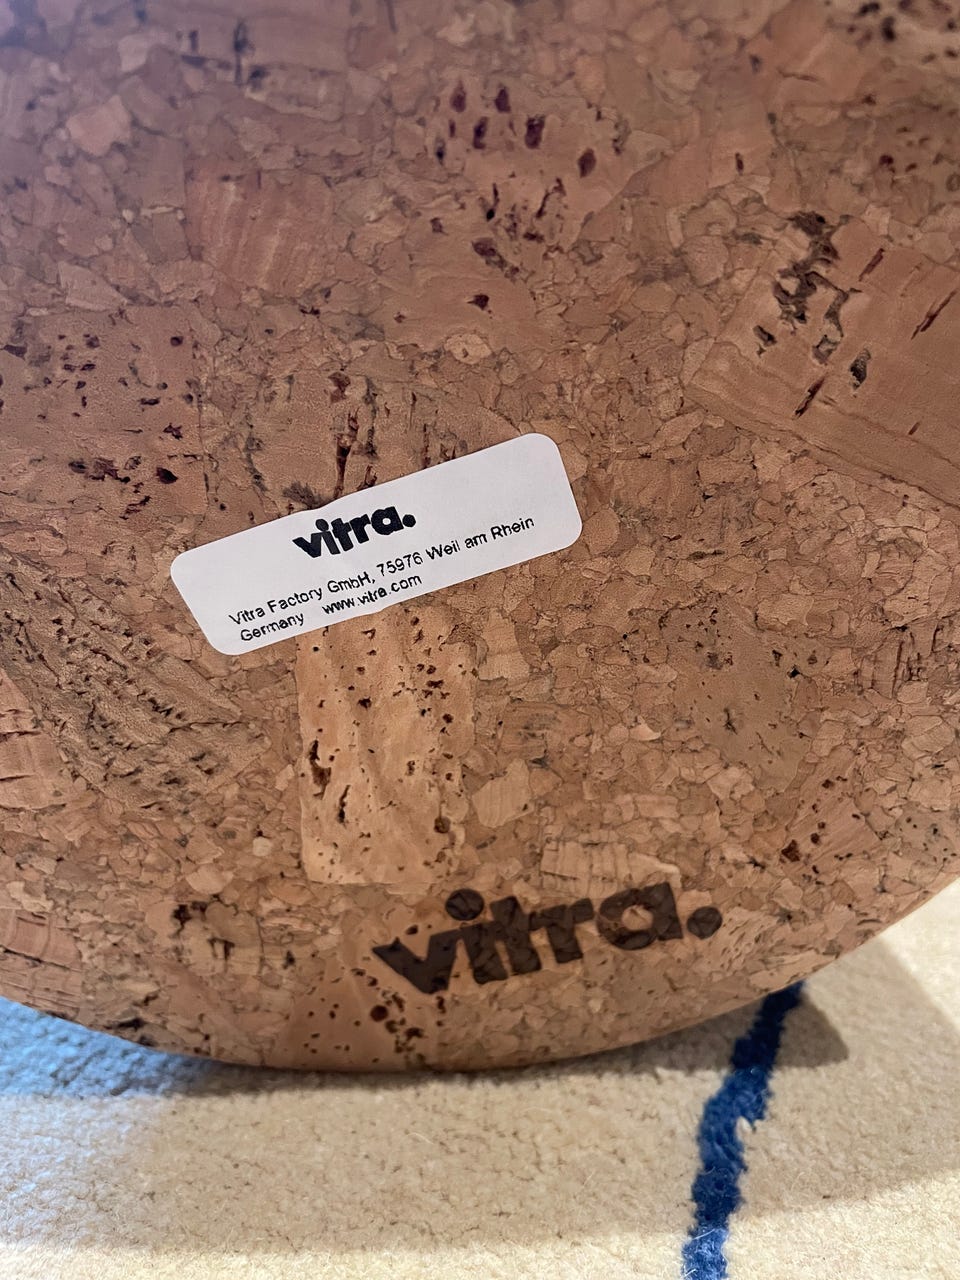 vitra.
Vitra Factory GmbH, 75976 Weil am Rhein
Germany www.vitra.com
vitra.